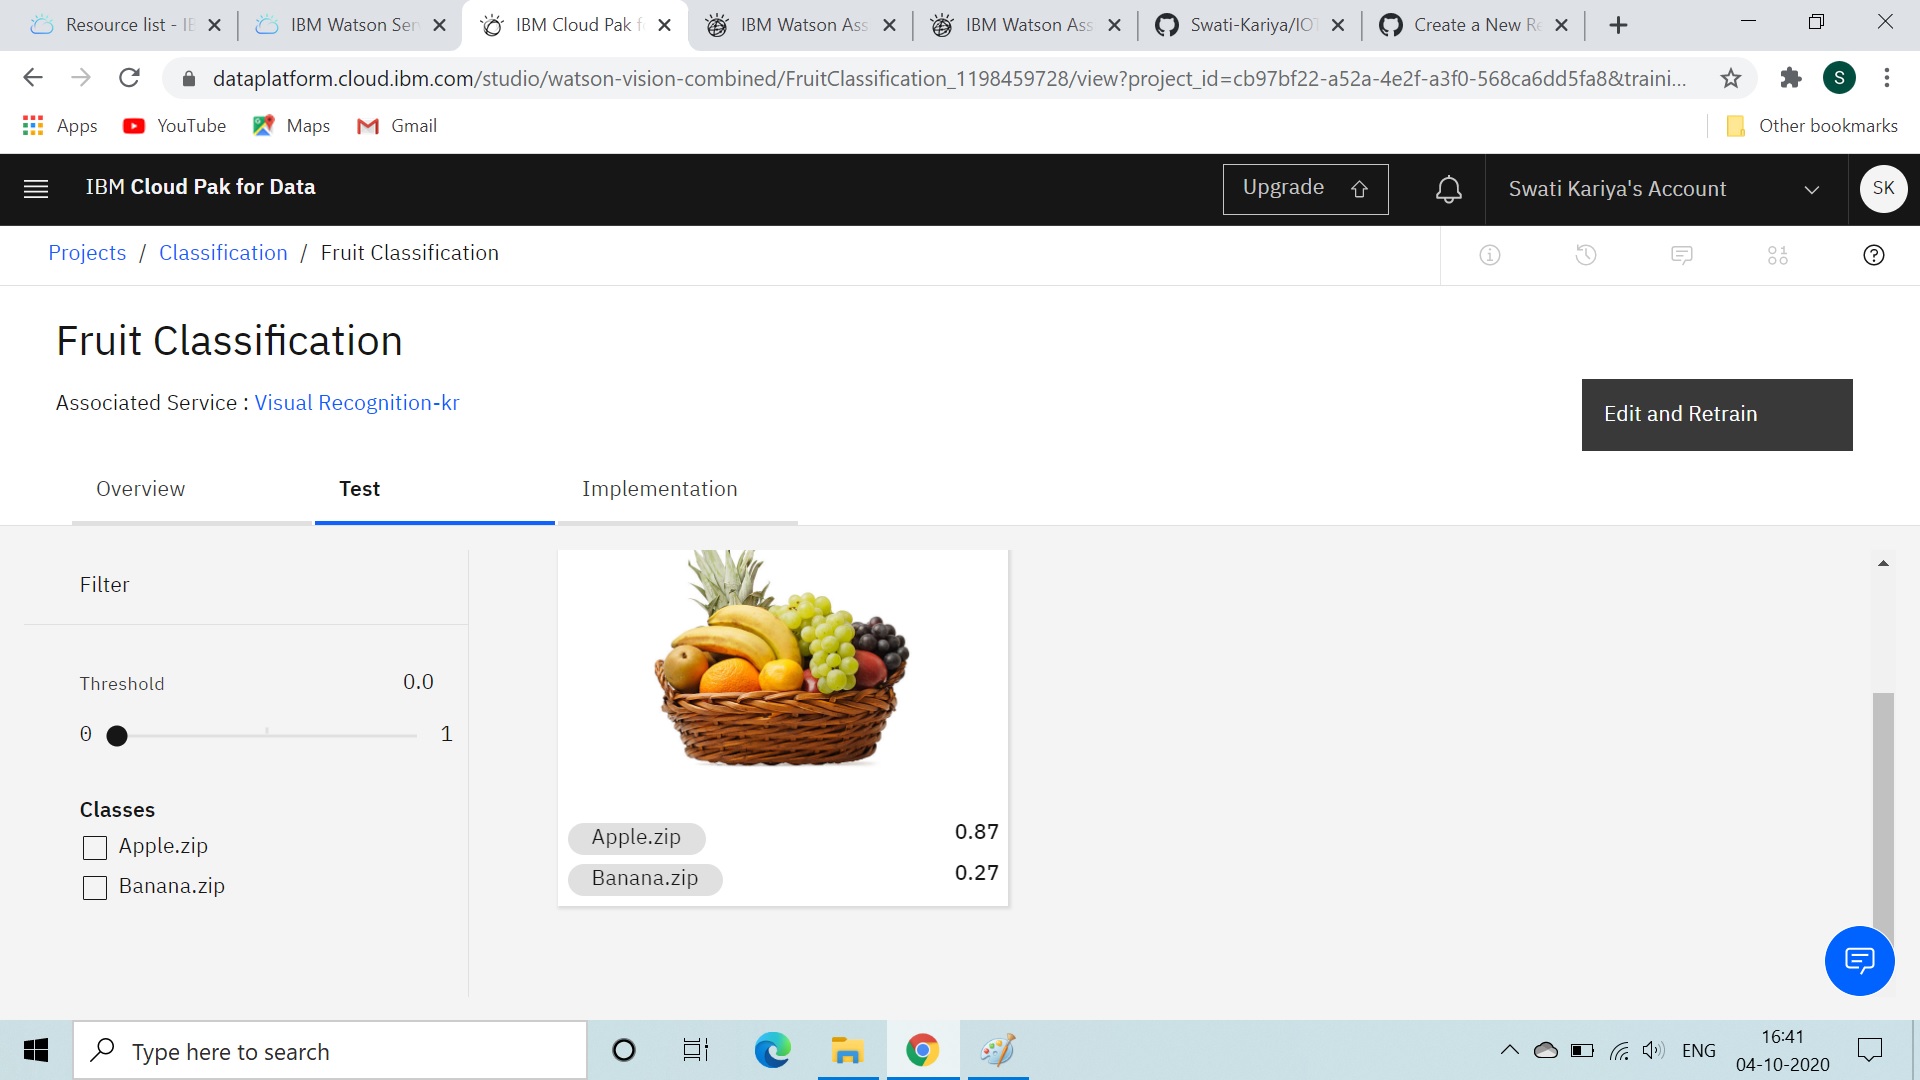 Resource list - IB
IBM Watson Ser
IBM Cloud Pak f
IBM Watson Ass
IBM Watson Ass
Swati-Kariya/IOT
Create a New Re
dataplatform.cloud.ibm.com/studio/watson-vision-combined/FruitClassification_1198459728/view?project_id=cb97bf22-a52a-4e2f-a3f0-568ca6dd5fa8&traini...
S
Apps YouTube Maps Gmail Other bookmarks
IBM Cloud Pak for Data
Upgrade
Swati Kariya's Account
SK
Projects / Classification / Fruit Classification
Fruit Classification
Associated Service : Visual Recognition-kr
Edit and Retrain
Overview Test Implementation
Filter
Threshold 0.0
0 1
Classes
Apple.zip
Banana.zip
Apple.zip 0.87
Banana.zip 0.27
Type here to search
ENG
16:41
04-10-2020